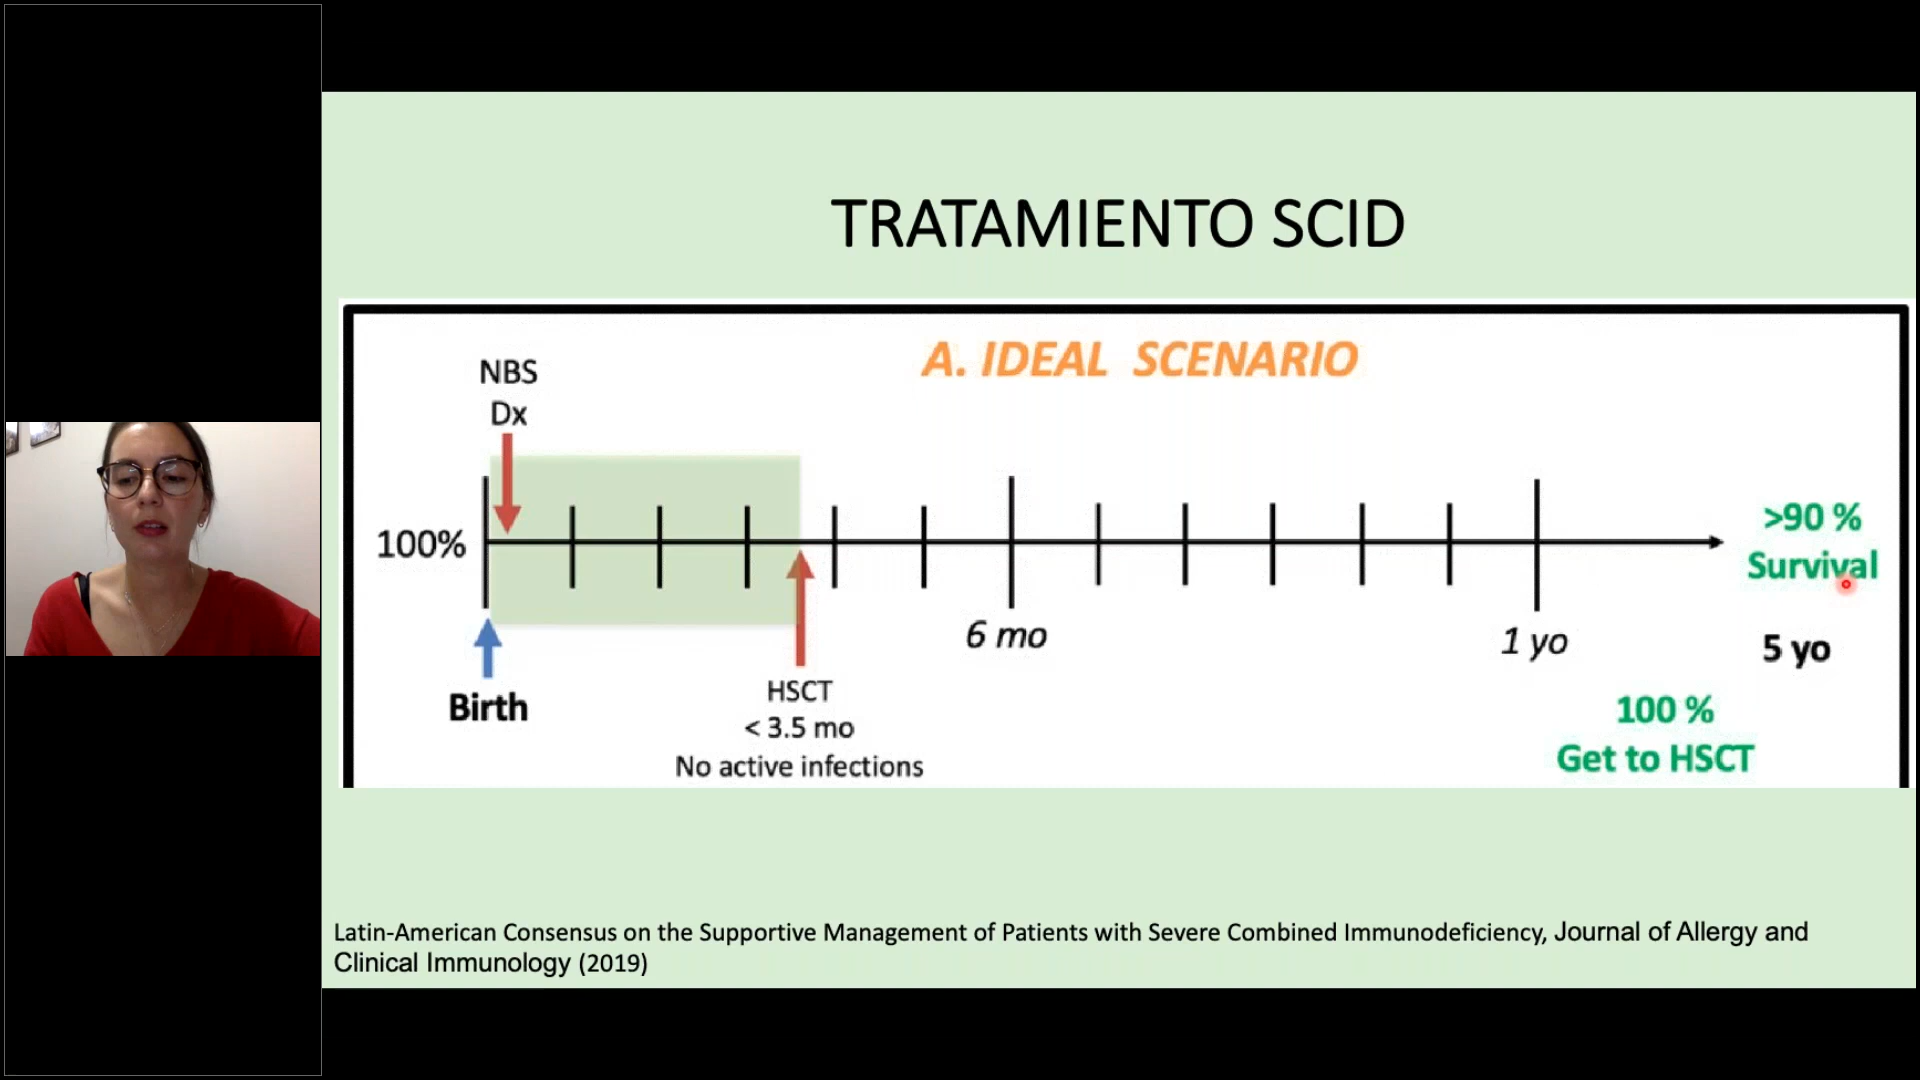 TRATAMIENTO SCID
A. IDEAL SCENARIO
NBS
Dx
100%
>90 %
Survival
6 mo
1 yo
5 yo
Birth
HSCT
< 3.5 mo
No active infections
100 %
Get to HSCT
Latin-American Consensus on the Supportive Management of Patients with Severe Combined Immunodeficiency, Journal of Allergy and
Clinical Immunology (2019)